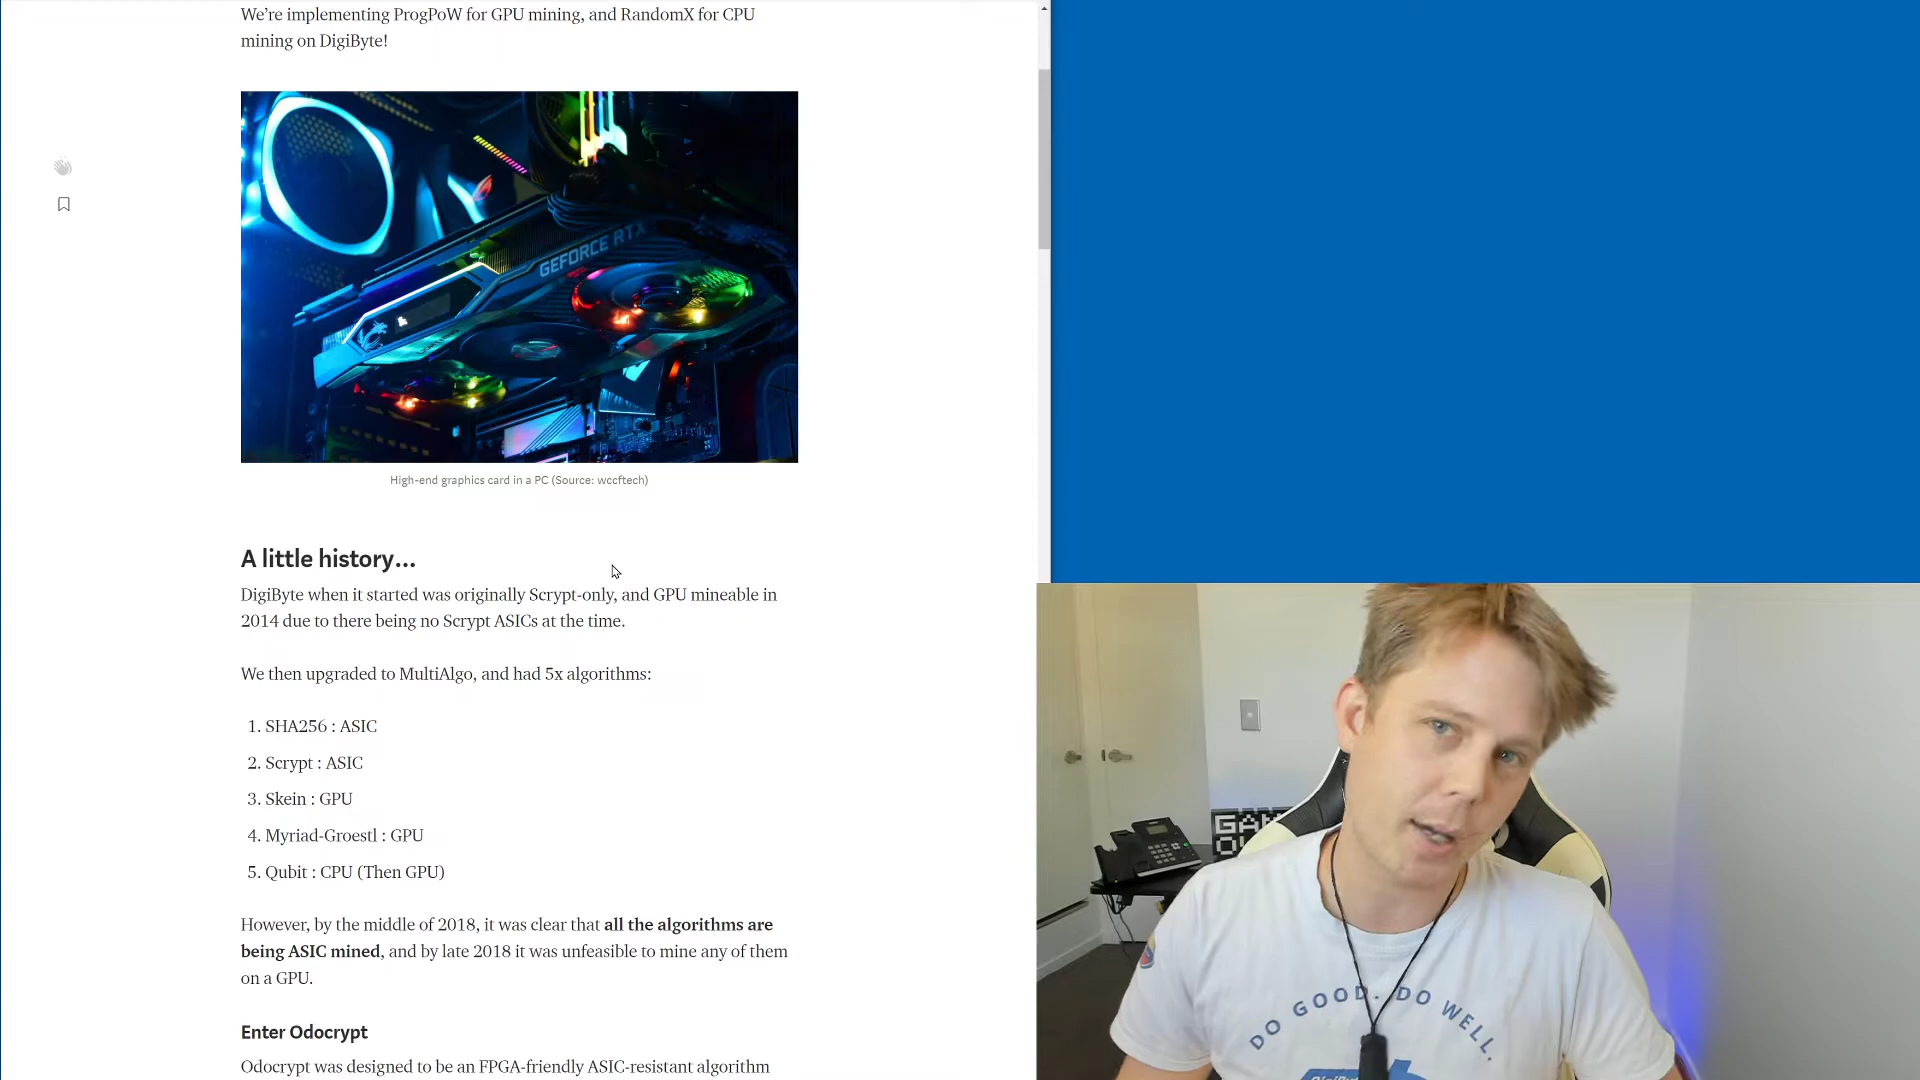 We're implementing ProgPoW for GPU mining, and RandomX for CPU
mining on DigiByte!
GEFORCE RTX
High-end graphics card in a PC (Source: wccftech)
A little history...
DigiByte when it started was originally Scrypt-only, and GPU mineable in
2014 due to there being no Scrypt ASICs at the time.
We then upgraded to MultiAlgo, and had 5x algorithms:
1. SHA256 : ASIC
2. Scrypt : ASIC
3. Skein : GPU
4. Myriad-Groestl : GPU
5. Qubit : CPU (Then GPU)
However, by the middle of 2018, it was clear that all the algorithms are
being ASIC mined, and by late 2018 it was unfeasible to mine any of them
on a GPU.
Enter Odocrypt
Odocrypt was designed to be an FPGA-friendly ASIC-resistant algorithm
DO GOOD. DO WELL.
DigiByte